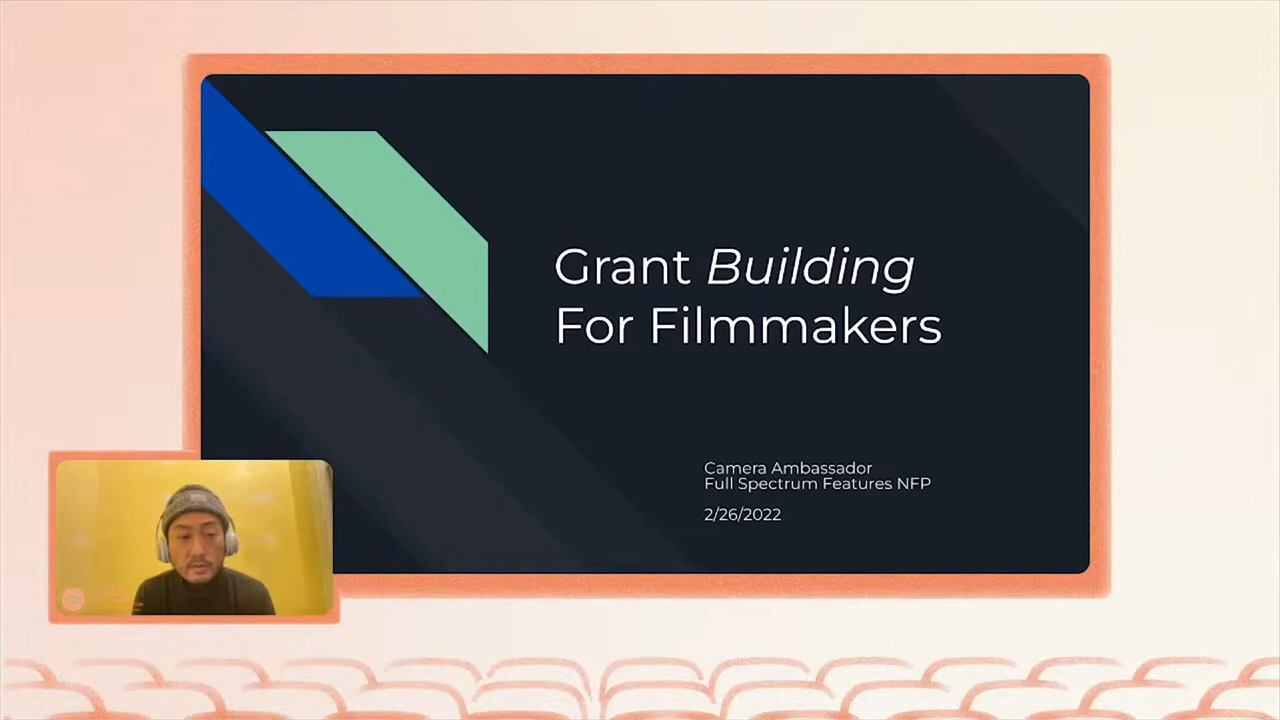 Grant Building
For Filmmakers
Camera Ambassador
Full Spectrum Features NFP
2/26/2022